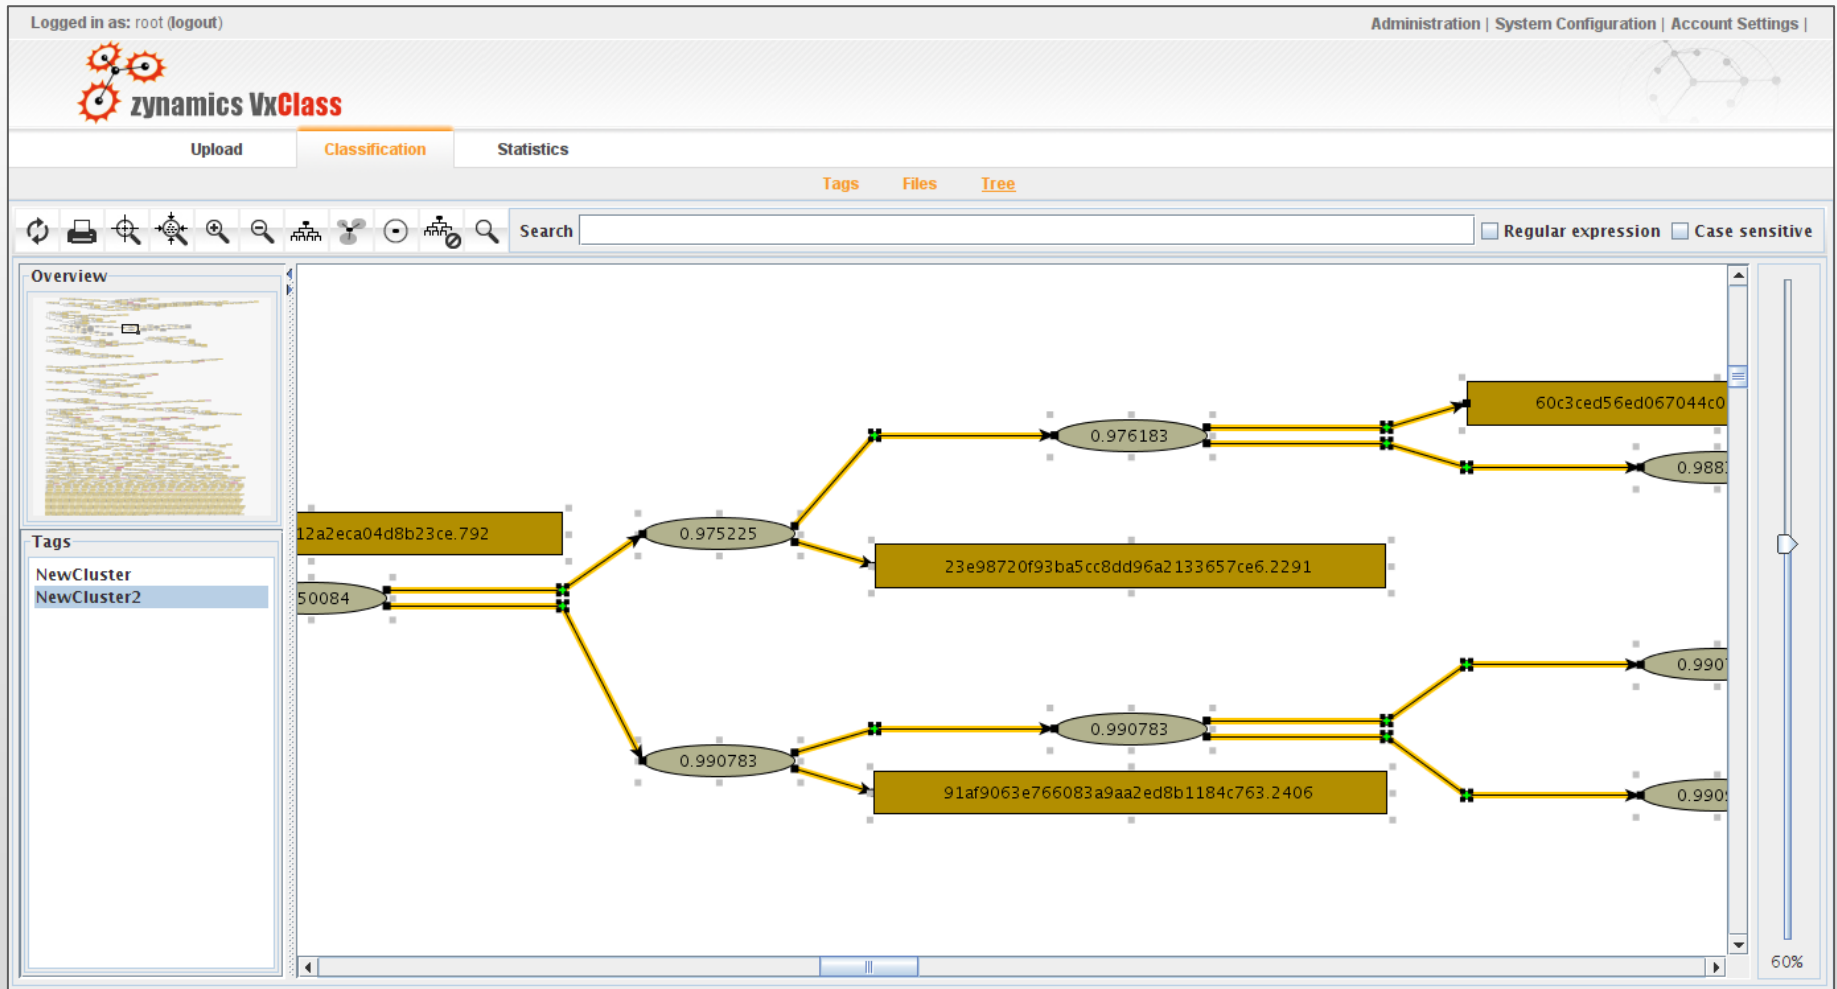 Logged in as: root (logout)
Administration | System Configuration | Account Settings |
zynamics VxClass
Upload Classification Statistics
Tags Files Tree
Search
Regular expression Case sensitive
Overview
Tags
NewCluster
NewCluster2
60c3ced56ed067044c0
0.976183
0.988
12a2eca04d8b23ce.792
0.975225
23e98720f93ba5cc8dd96a2133657ce6.2291
50084
0.990
0.990783
0.990783
91af9063e766083a9aa2ed8b1184c763.2406
0.990
60%